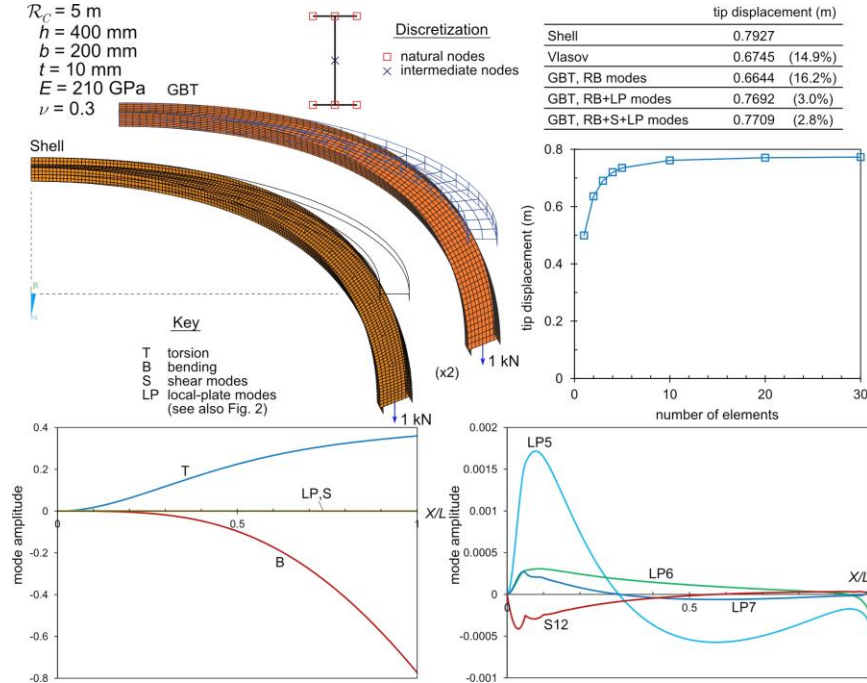 R_C = 5 m
h = 400 mm
b = 200 mm
t = 10 mm
E = 210 GPa
ν = 0.3
GBT
Shell
Discretization
natural nodes
intermediate nodes
tip displacement (m)
Shell 0.7927
Vlasov 0.6745 (14.9%)
GBT, RB modes 0.6644 (16.2%)
GBT, RB+LP modes 0.7692 (3.0%)
GBT, RB+S+LP modes 0.7709 (2.8%)
R
Key
T torsion
B bending
S shear modes
LP local-plate modes
(see also Fig. 2)
(x2)
1 kN
1 kN
tip displacement (m)
0.8
0.6
0.4
0.2
0
0 10 20 30
number of elements
mode amplitude
0.4
0.2
0
-0.2
-0.4
-0.6
-0.8
0 0.5 1
X/L
T
LP,S
B
mode amplitude
0.002
0.0015
0.001
0.0005
0
-0.0005
-0.001
0 0.5
X/L
LP5
LP6
LP7
S12